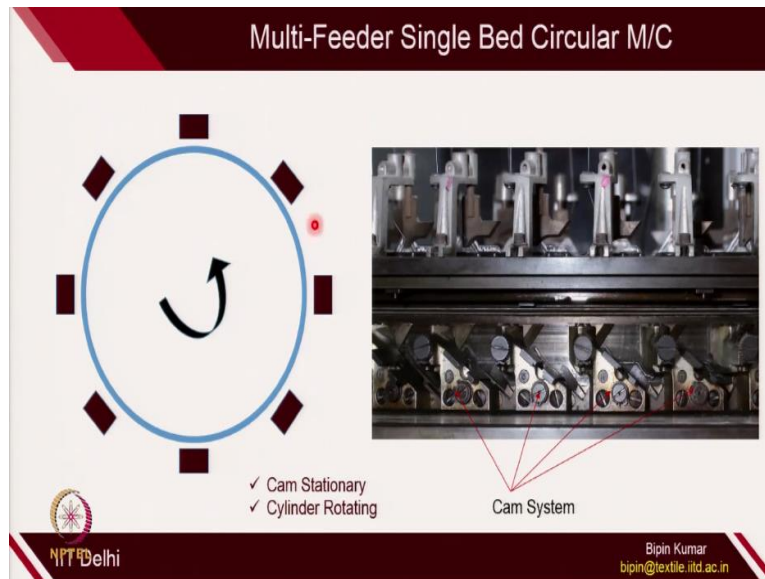 Multi-Feeder Single Bed Circular M/C
✓ Cam Stationary
✓ Cylinder Rotating
Cam System
NPTEL
IIT Delhi
Bipin Kumar
bipin@textile.iitd.ac.in